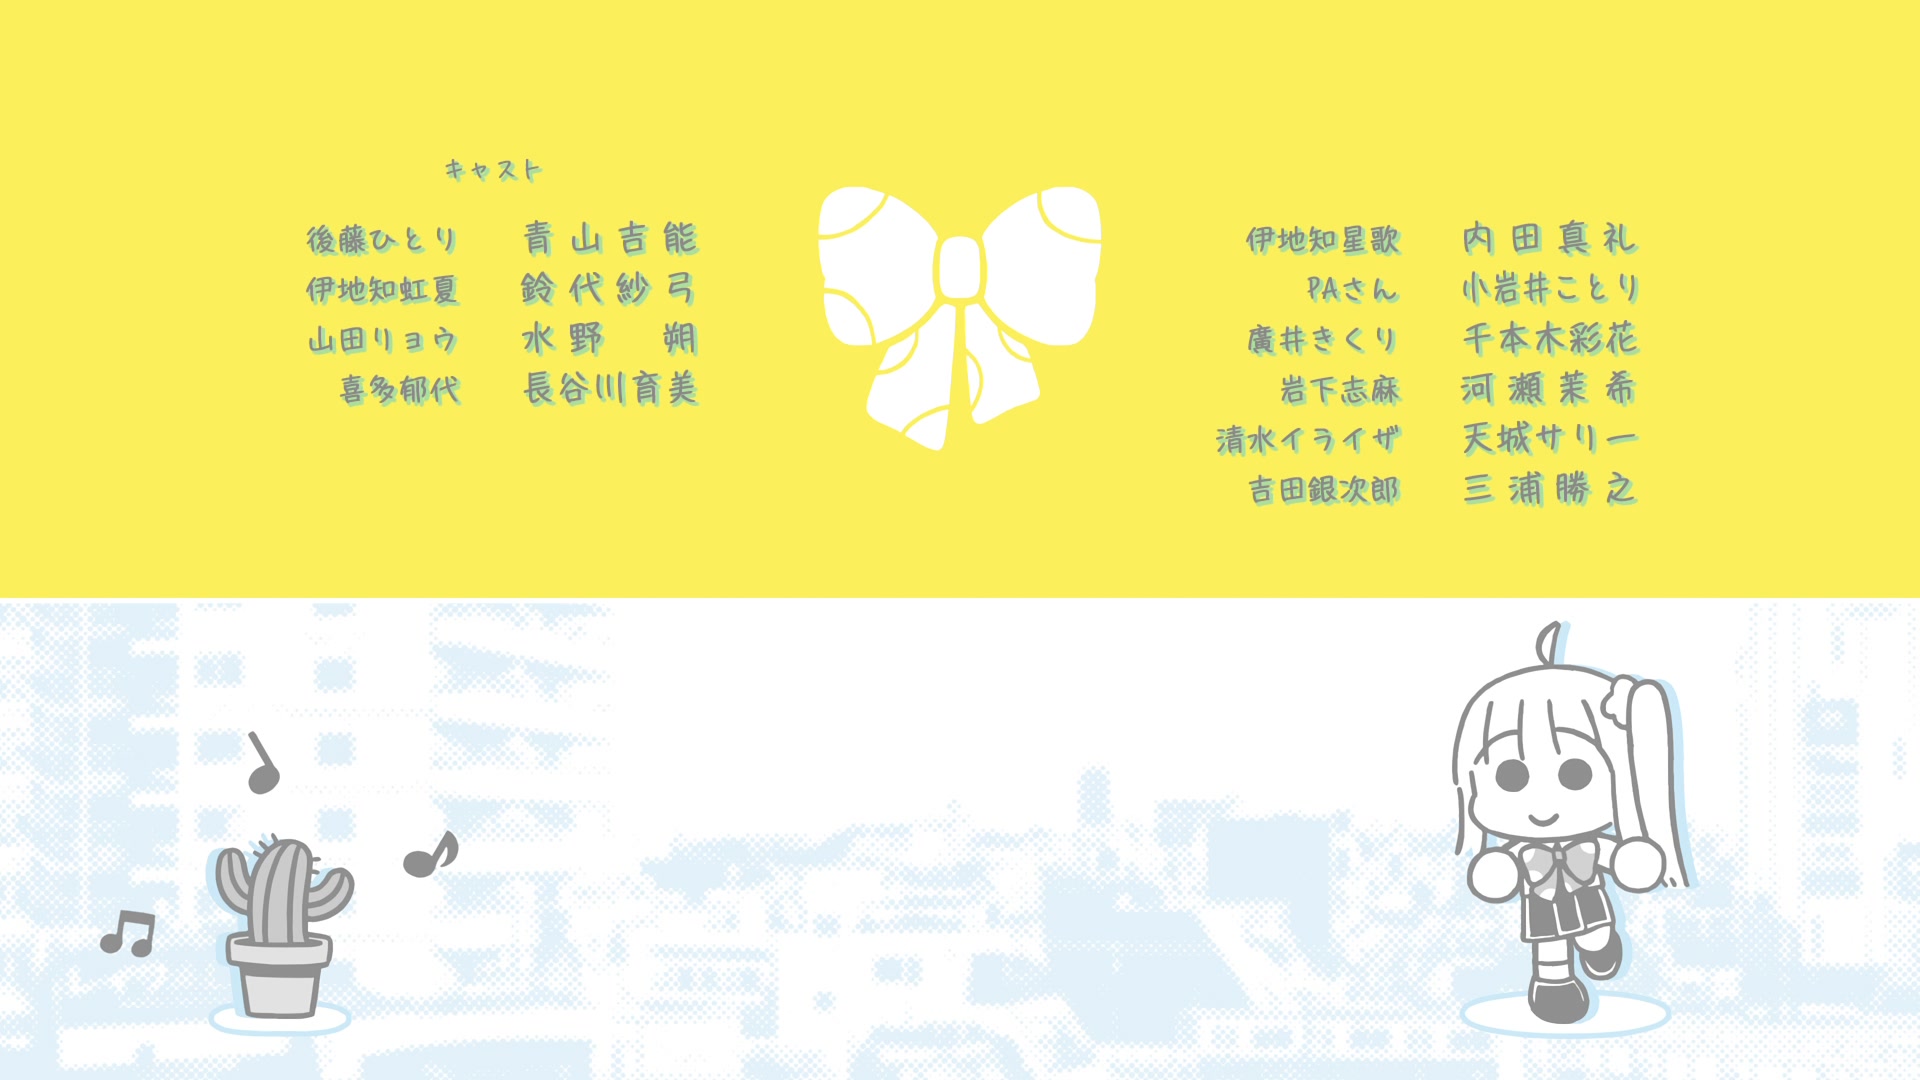 キャスト
後藤ひとり 青山吉能
伊地知虹夏 鈴代紗弓
山田リョウ 水野 朔
喜多郁代 長谷川育美
伊地知星歌 内田真礼
PAさん 小岩井ことり
廣井きくり 千本木彩花
岩下志麻 河瀬茉希
清水イライザ 天城サリー
吉田銀次郎 三浦勝之